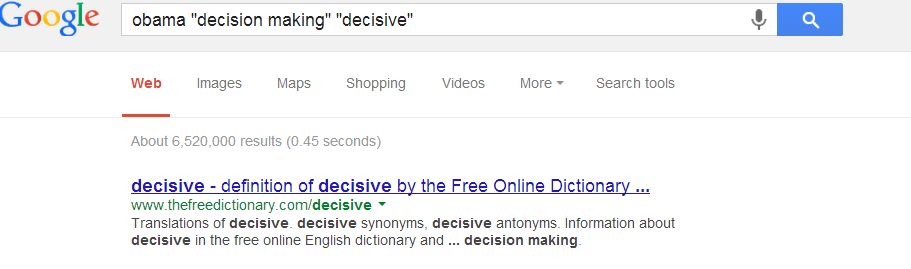 Google obama "decision making" "decisive"
Web Images Maps Shopping Videos More Search tools
About 6,520,000 results (0.45 seconds)
decisive - definition of decisive by the Free Online Dictionary ...
www.thefreedictionary.com/decisive
Translations of decisive. decisive synonyms, decisive antonyms. Information about
decisive in the free online English dictionary and ... decision making.